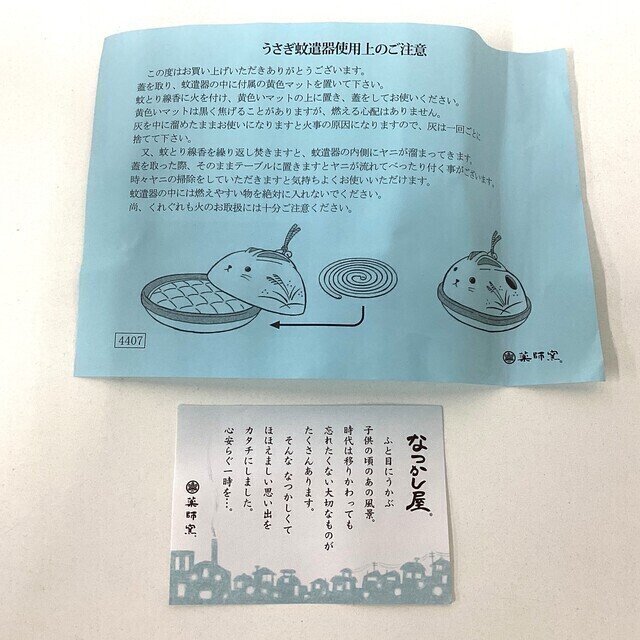 うさぎ蚊遣器使用上のご注意
この度はお買い上げいただきありがとうございます。
蓋を取り、蚊遣器の中に付属の黄色マットを置いて下さい。
蚊とり線香に火を付け、黄色いマットの上に置き、蓋をしてお使いください。
黄色いマットは黒く焦げることがありますが、燃える心配はありません。
灰を中に溜めたままお使いになりますと火事の原因になりますので、灰は一回ごとに
捨てて下さい。
又、蚊とり線香を繰り返し焚きますと、蚊遣器の内側にヤニが溜まってきます。
蓋を取った際、そのままテーブルに置きますとヤニが流れてべったり付く事がございます。
時々ヤニの掃除をしていただきますと気持ちよくお使いいただけます。
蚊遣器の中には燃えやすい物を絶対に入れないでください。
尚、くれぐれも火のお取扱には十分ご注意ください。
4407
薬師窯
なつかし屋。
ふと目にうかぶ
子供の頃のあの風景。
時代は移りかわっても
忘れたくない大切なものが
たくさんあります。
そんな なつかしくて
ほほえましい思い出を
カタチにしました。
心安らぐ一時を…。
薬師窯